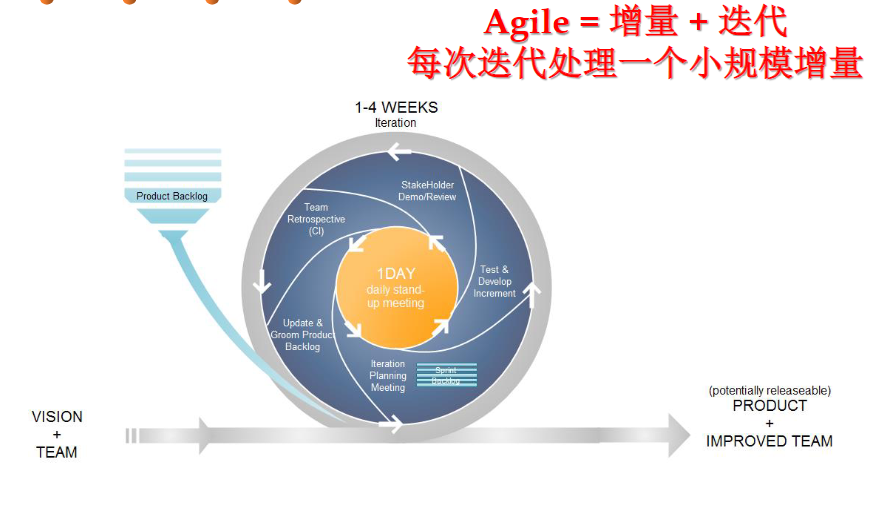 Agile = 增量 + 迭代
每次迭代处理一个小规模增量
1-4 WEEKS
Iteration
Product Backlog
StakeHolder
Demo/Review
Team
Retrospective
(CI)
1DAY
daily stand-
up meeting
Test &
Develop
Increment
Update &
Groom Product
Backlog
Iteration
Planning
Meeting
Sprint
Backlog
VISION
+
TEAM
(potentially releaseable)
PRODUCT
+
IMPROVED TEAM